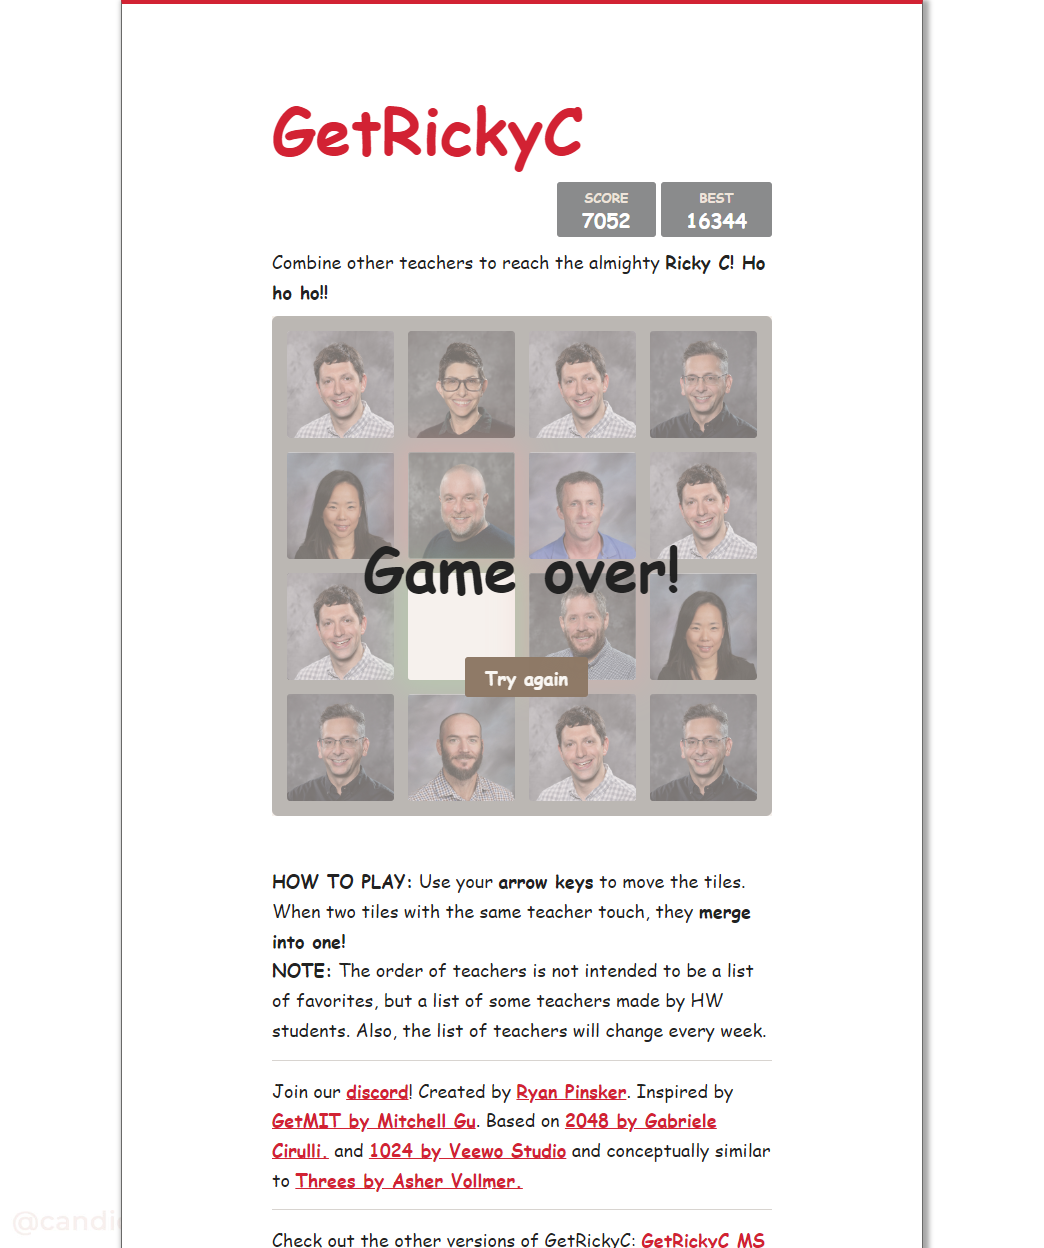 GetRickyC
SCORE
7052
BEST
16344
Combine other teachers to reach the almighty Ricky C! Ho
ho ho!!
Game over!
Try again
HOW TO PLAY: Use your arrow keys to move the tiles.
When two tiles with the same teacher touch, they merge
into one!
NOTE: The order of teachers is not intended to be a list
of favorites, but a list of some teachers made by HW
students. Also, the list of teachers will change every week.
Join our discord! Created by Ryan Pinsker. Inspired by
GetMIT by Mitchell Gu. Based on 2048 by Gabriele
Cirulli. and 1024 by Veewo Studio and conceptually similar
to Threes by Asher Vollmer.
Check out the other versions of GetRickyC: GetRickyC MS